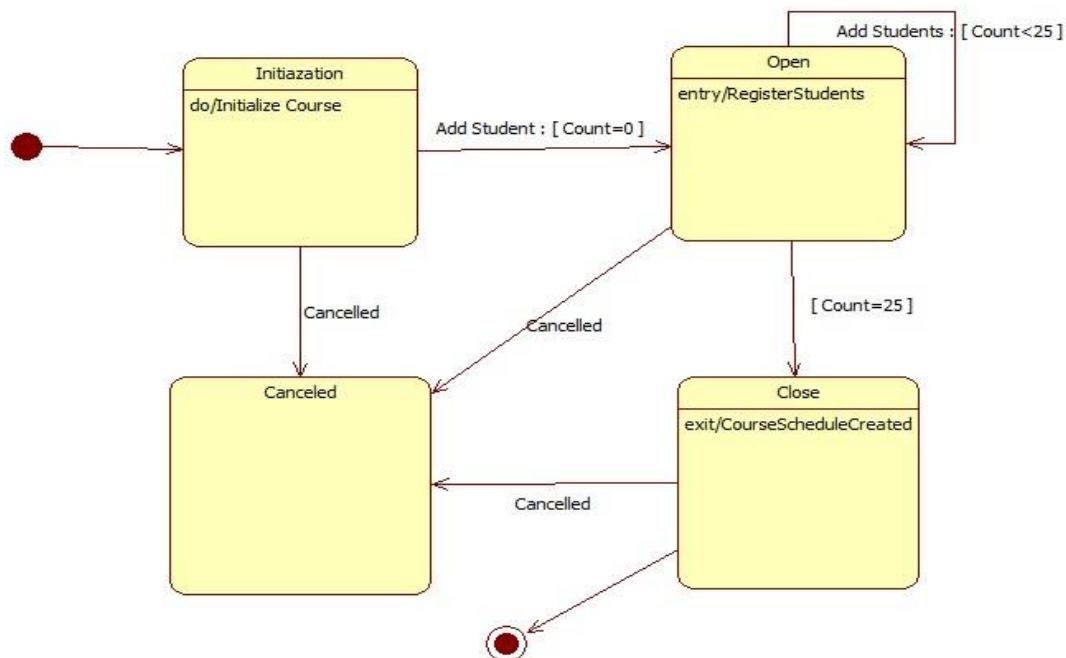 Add Students : [ Count<25 ]
Initiazation
Open
do/Initialize Course
entry/RegisterStudents
Add Student : [ Count=0 ]
Cancelled
Cancelled
[ Count=25 ]
Canceled
Close
exit/CourseScheduleCreated
Cancelled